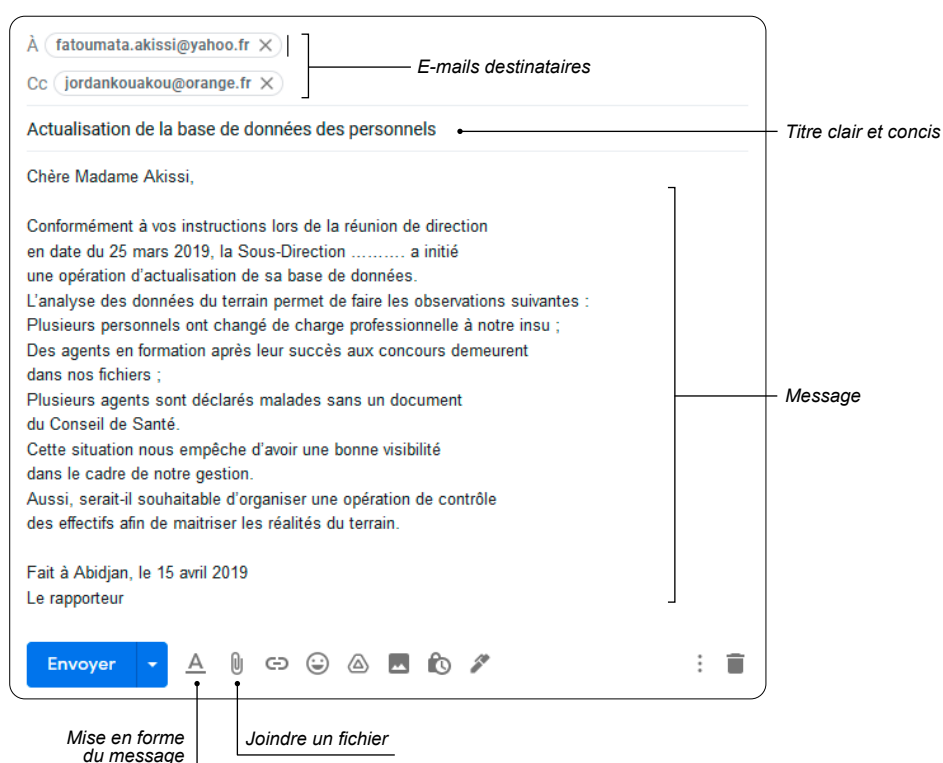 À fatoumata.akissi@yahoo.fr
E-mails destinataires
Cc jordankouakou@orange.fr
Actualisation de la base de données des personnels
Titre clair et concis
Chère Madame Akissi,
Conformément à vos instructions lors de la réunion de direction
en date du 25 mars 2019, la Sous-Direction .......... a initié
une opération d'actualisation de sa base de données.
L'analyse des données du terrain permet de faire les observations suivantes :
Plusieurs personnels ont changé de charge professionnelle à notre insu ;
Des agents en formation après leur succès aux concours demeurent
dans nos fichiers ;
Plusieurs agents sont déclarés malades sans un document
du Conseil de Santé.
Message
Cette situation nous empêche d'avoir une bonne visibilité
dans le cadre de notre gestion.
Aussi, serait-il souhaitable d'organiser une opération de contrôle
des effectifs afin de maitriser les réalités du terrain.
Fait à Abidjan, le 15 avril 2019
Le rapporteur
Envoyer
Mise en forme
du message
Joindre un fichier